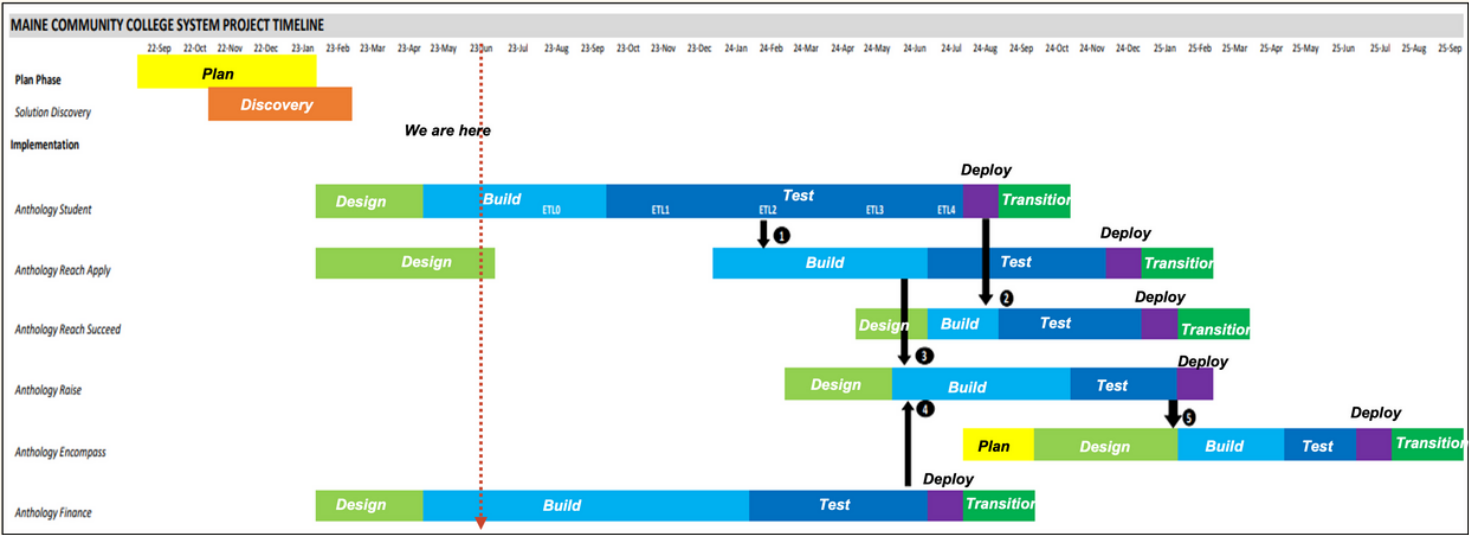 MAINE COMMUNITY COLLEGE SYSTEM PROJECT TIMELINE
22-Sep 22-Oct 22-Nov 22-Dec 23-Jan 23-Feb 23-Mar 23-Apr 23-May 23-Jun 23-Jul 23-Aug 23-Sep 23-Oct 23-Nov 23-Dec 24-Jan 24-Feb 24-Mar 24-Apr 24-May 24-Jun 24-Jul 24-Aug 24-Sep 24-Oct 24-Nov 24-Dec 25-Jan 25-Feb 25-Mar 25-Apr 25-May 25-Jun 25-Jul 25-Aug 25-Sep
Plan Phase Plan
Solution Discovery Discovery
We are here
Implementation
Deploy
Anthology Student Design Build Test Transition
ETL0 ETL1 ETL2 ETL3 ETL4
1
Deploy
Anthology Reach Apply Design Build Test Transition
2 Deploy
Anthology Reach Succeed Design Build Test Transition
3 Deploy
Anthology Raise Design Build Test
4 5 Deploy
Anthology Encompass Plan Design Build Test Transition
Deploy
Anthology Finance Design Build Test Transition